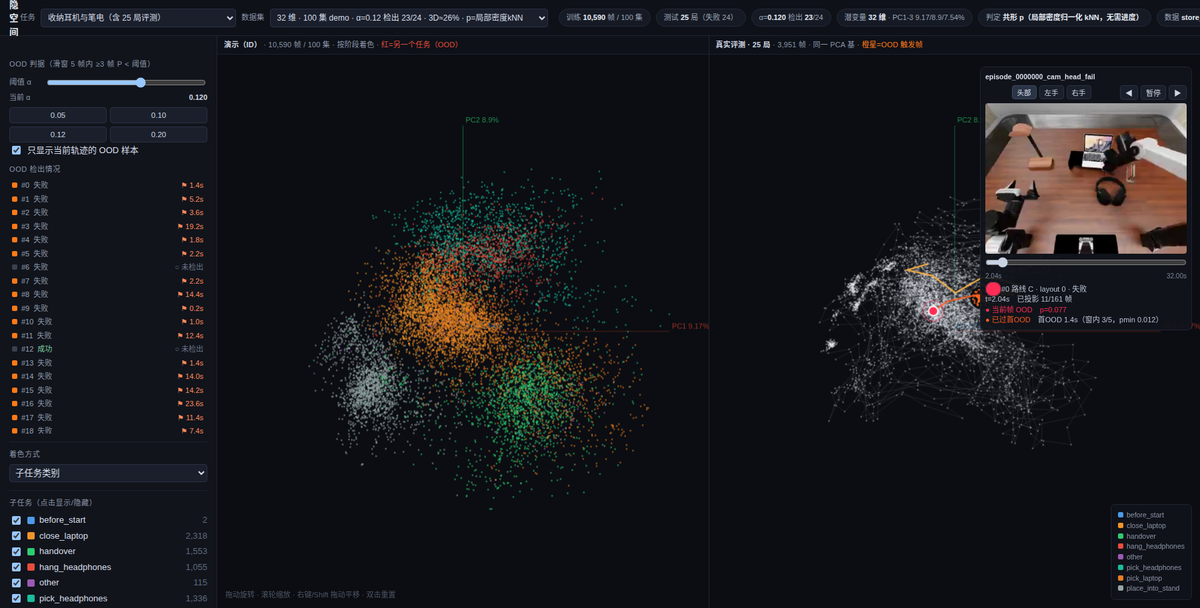 隐
空
间
任务 收纳耳机与笔电（含 25 局评测）
数据集 32 维 · 100 集 demo · α=0.12 检出 23/24 · 3D≈26% · p=局部密度kNN
训练 10,590 帧 / 100 集
测试 25 局（失败 24）
α=0.120 检出 23/24
潜变量 32 维 · PC1-3 9.17/8.9/7.54%
判定 共形 p（局部密度归一化 kNN，无需进度）
数据 store
OOD 判据（滑窗 5 帧内 ≥3 帧 P < 阈值）
阈值 α
当前 α 0.120
0.05 0.10
0.12 0.20
只显示当前轨迹的 OOD 样本
OOD 检出情况
#0 失败 ⚑ 1.4s
#1 失败 ⚑ 5.2s
#2 失败 ⚑ 3.6s
#3 失败 ⚑ 19.2s
#4 失败 ⚑ 1.8s
#5 失败 ⚑ 2.2s
#6 失败 ○ 未检出
#7 失败 ⚑ 2.2s
#8 失败 ⚑ 14.4s
#9 失败 ⚑ 0.2s
#10 失败 ⚑ 1.0s
#11 失败 ⚑ 12.4s
#12 成功 ○ 未检出
#13 失败 ⚑ 1.4s
#14 失败 ⚑ 14.0s
#15 失败 ⚑ 14.2s
#16 失败 ⚑ 23.6s
#17 失败 ⚑ 11.4s
#18 失败 ⚑ 7.4s
着色方式
子任务类别
子任务（点击显示/隐藏）
before_start 2
close_laptop 2,318
handover 1,553
hang_headphones 1,055
other 115
pick_headphones 1,336
演示（ID） · 10,590 帧 / 100 集 · 按阶段着色 · 红=另一个任务（OOD）
PC2 8.9%
PC1 9.17%
拖动旋转 · 滚轮缩放 · 右键/Shift 拖动平移 · 双击重置
真实评测 · 25 局 · 3,951 帧 · 同一 PCA 基 · 橙星=OOD 触发帧
PC2 8.
episode_0000000_cam_head_fail
头部 左手 右手 ◀ 暂停 ▶
2.04s 32.00s
#0 路线 C · layout 0 · 失败
t=2.04s 已投影 11/161 帧
● 当前帧 OOD p=0.077
● 已过首OOD 首OOD 1.4s（窗内 3/5，pmin 0.012）
before_start
close_laptop
handover
hang_headphones
other
pick_headphones
pick_laptop
place_into_stand